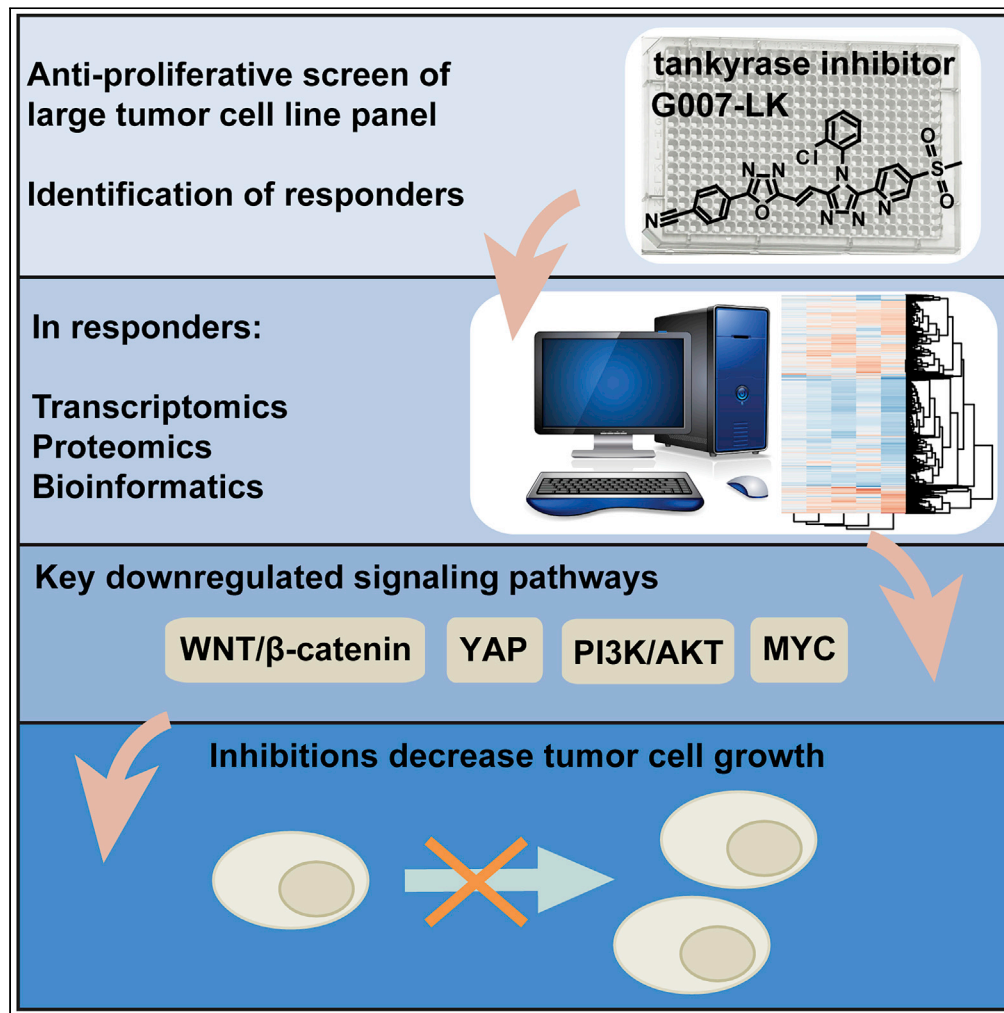 Anti-proliferative screen of
large tumor cell line panel
Identification of responders
tankyrase inhibitor
G007-LK
Cl
N
O
S
O
N N
N
O
N N
N
N
In responders:
Transcriptomics
Proteomics
Bioinformatics
Key downregulated signaling pathways
WNT/β-catenin YAP PI3K/AKT MYC
Inhibitions decrease tumor cell growth